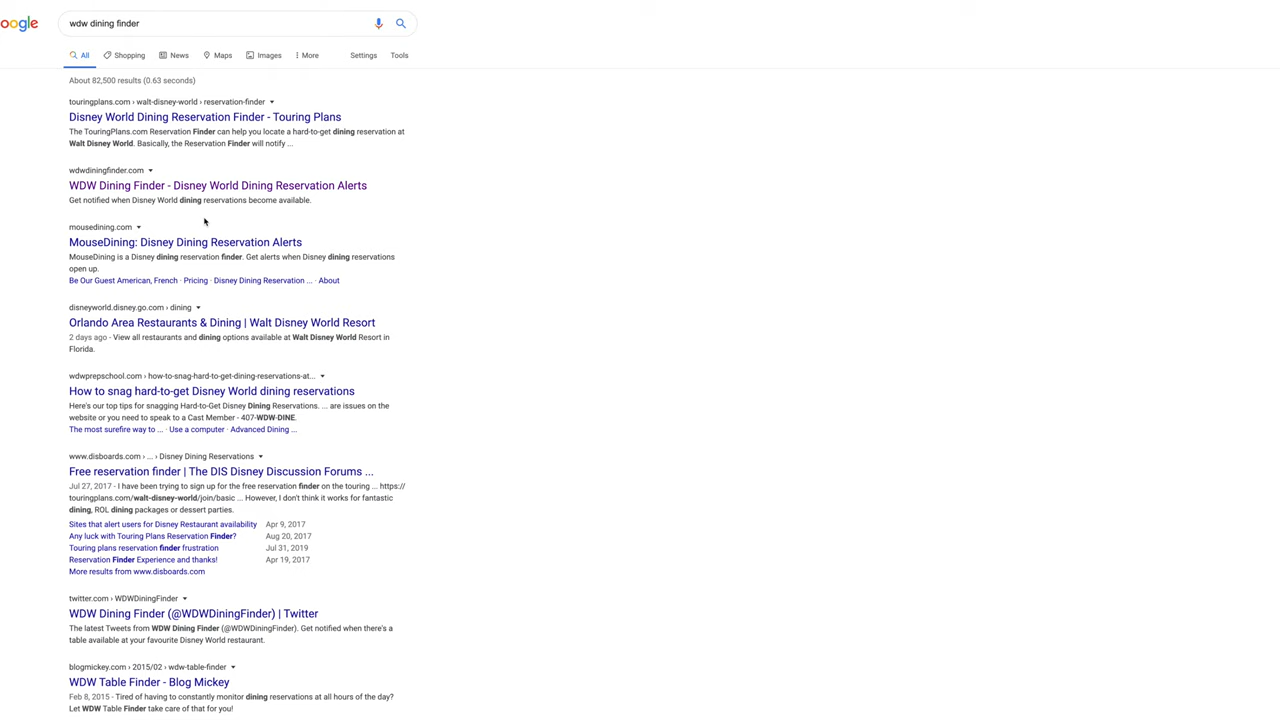 oogle
wdw dining finder
All Shopping News Maps Images More Settings Tools
About 82,500 results (0.63 seconds)
touringplans.com › walt-disney-world › reservation-finder
Disney World Dining Reservation Finder - Touring Plans
The TouringPlans.com Reservation Finder can help you locate a hard-to-get dining reservation at
Walt Disney World. Basically, the Reservation Finder will notify ...
wdwdiningfinder.com
WDW Dining Finder - Disney World Dining Reservation Alerts
Get notified when Disney World dining reservations become available.
mousedining.com
MouseDining: Disney Dining Reservation Alerts
MouseDining is a Disney dining reservation finder. Get alerts when Disney dining reservations
open up.
Be Our Guest American, French · Pricing · Disney Dining Reservation ... · About
disneyworld.disney.go.com › dining
Orlando Area Restaurants & Dining | Walt Disney World Resort
2 days ago - View all restaurants and dining options available at Walt Disney World Resort in
Florida.
wdwprepschool.com › how-to-snag-hard-to-get-dining-reservations-at...
How to snag hard-to-get Disney World dining reservations
Here's our top tips for snagging Hard-to-Get Disney Dining Reservations. ... are issues on the
website or you need to speak to a Cast Member - 407-WDW-DINE.
The most surefire way to ... · Use a computer · Advanced Dining ...
www.disboards.com › ... › Disney Dining Reservations
Free reservation finder | The DIS Disney Discussion Forums ...
Jul 27, 2017 - I have been trying to sign up for the free reservation finder on the touring ... https://
touringplans.com/walt-disney-world/join/basic ... However, I don't think it works for fantastic
dining, ROL dining packages or dessert parties.
Sites that alert users for Disney Restaurant availability Apr 9, 2017
Any luck with Touring Plans Reservation Finder? Aug 20, 2017
Touring plans reservation finder frustration Jul 31, 2019
Reservation Finder Experience and thanks! Apr 19, 2017
More results from www.disboards.com
twitter.com › WDWDiningFinder
WDW Dining Finder (@WDWDiningFinder) | Twitter
The latest Tweets from WDW Dining Finder (@WDWDiningFinder). Get notified when there's a
table available at your favourite Disney World restaurant.
blogmickey.com › 2015/02 › wdw-table-finder
WDW Table Finder - Blog Mickey
Feb 8, 2015 - Tired of having to constantly monitor dining reservations at all hours of the day?
Let WDW Table Finder take care of that for you!